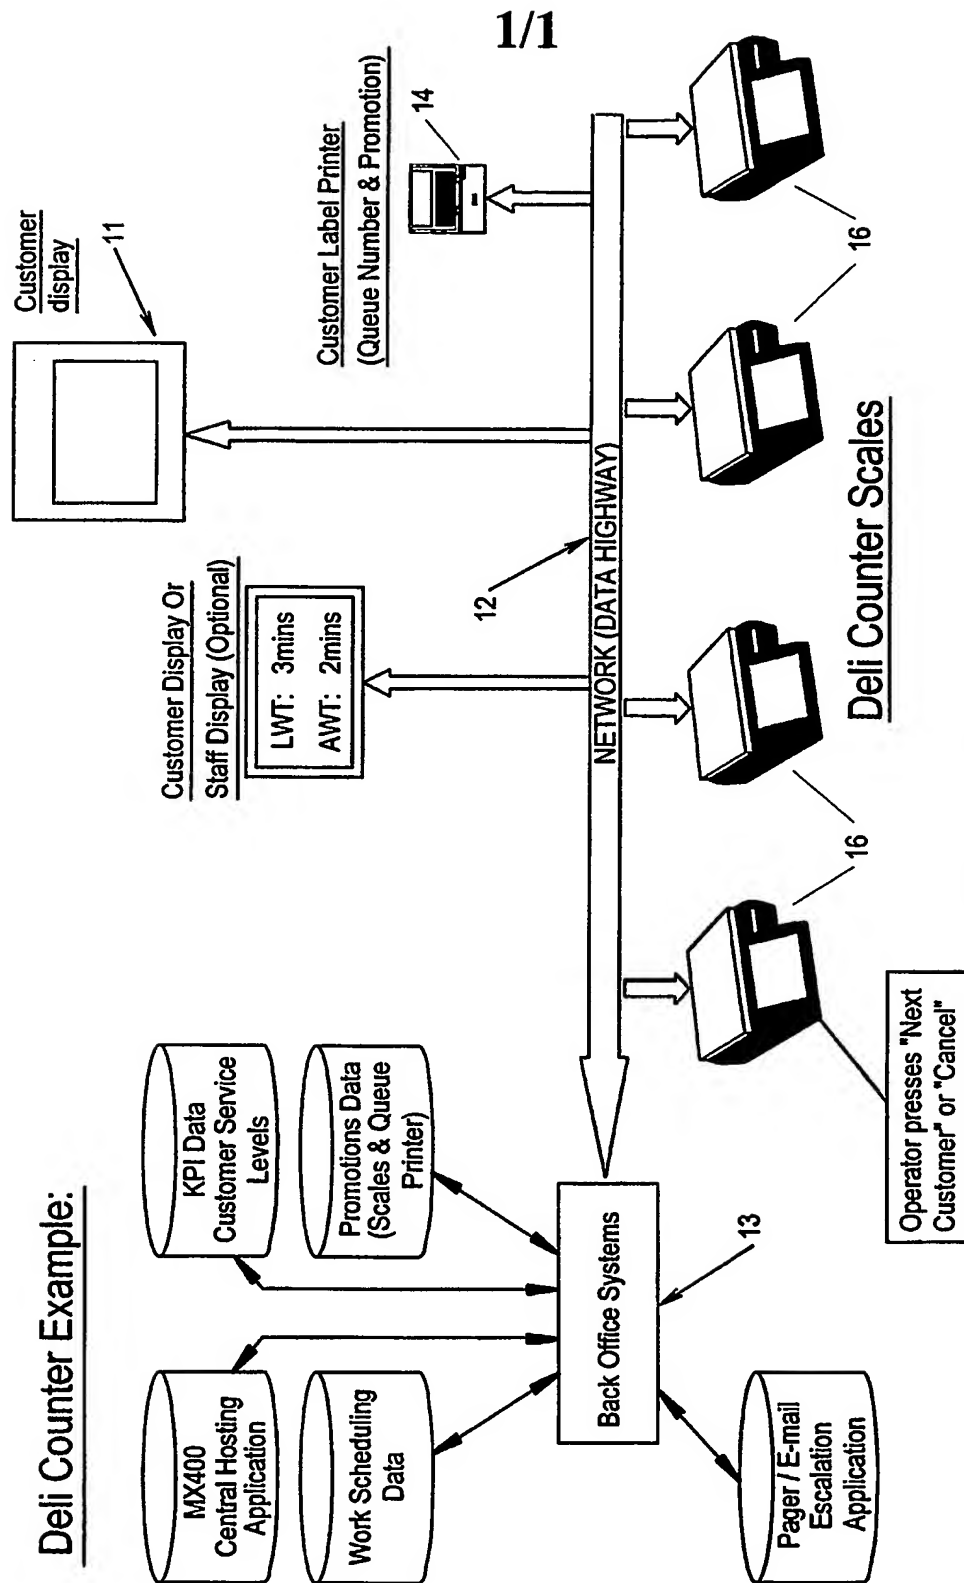 1/1
Deli Counter Example:
MX400
Central Hosting
Application
KPI Data
Customer Service
Levels
Work Scheduling
Data
Promotions Data
(Scales & Queue
Printer)
Back Office Systems
13
Pager / E-mail
Escalation
Application
Customer Display Or
Staff Display (Optional)
LWT: 3mins
AWT: 2mins
Customer
display
11
Customer Label Printer
(Queue Number & Promotion)
14
12
NETWORK (DATA HIGHWAY)
16
16
Deli Counter Scales
Operator presses "Next
Customer" or "Cancel"